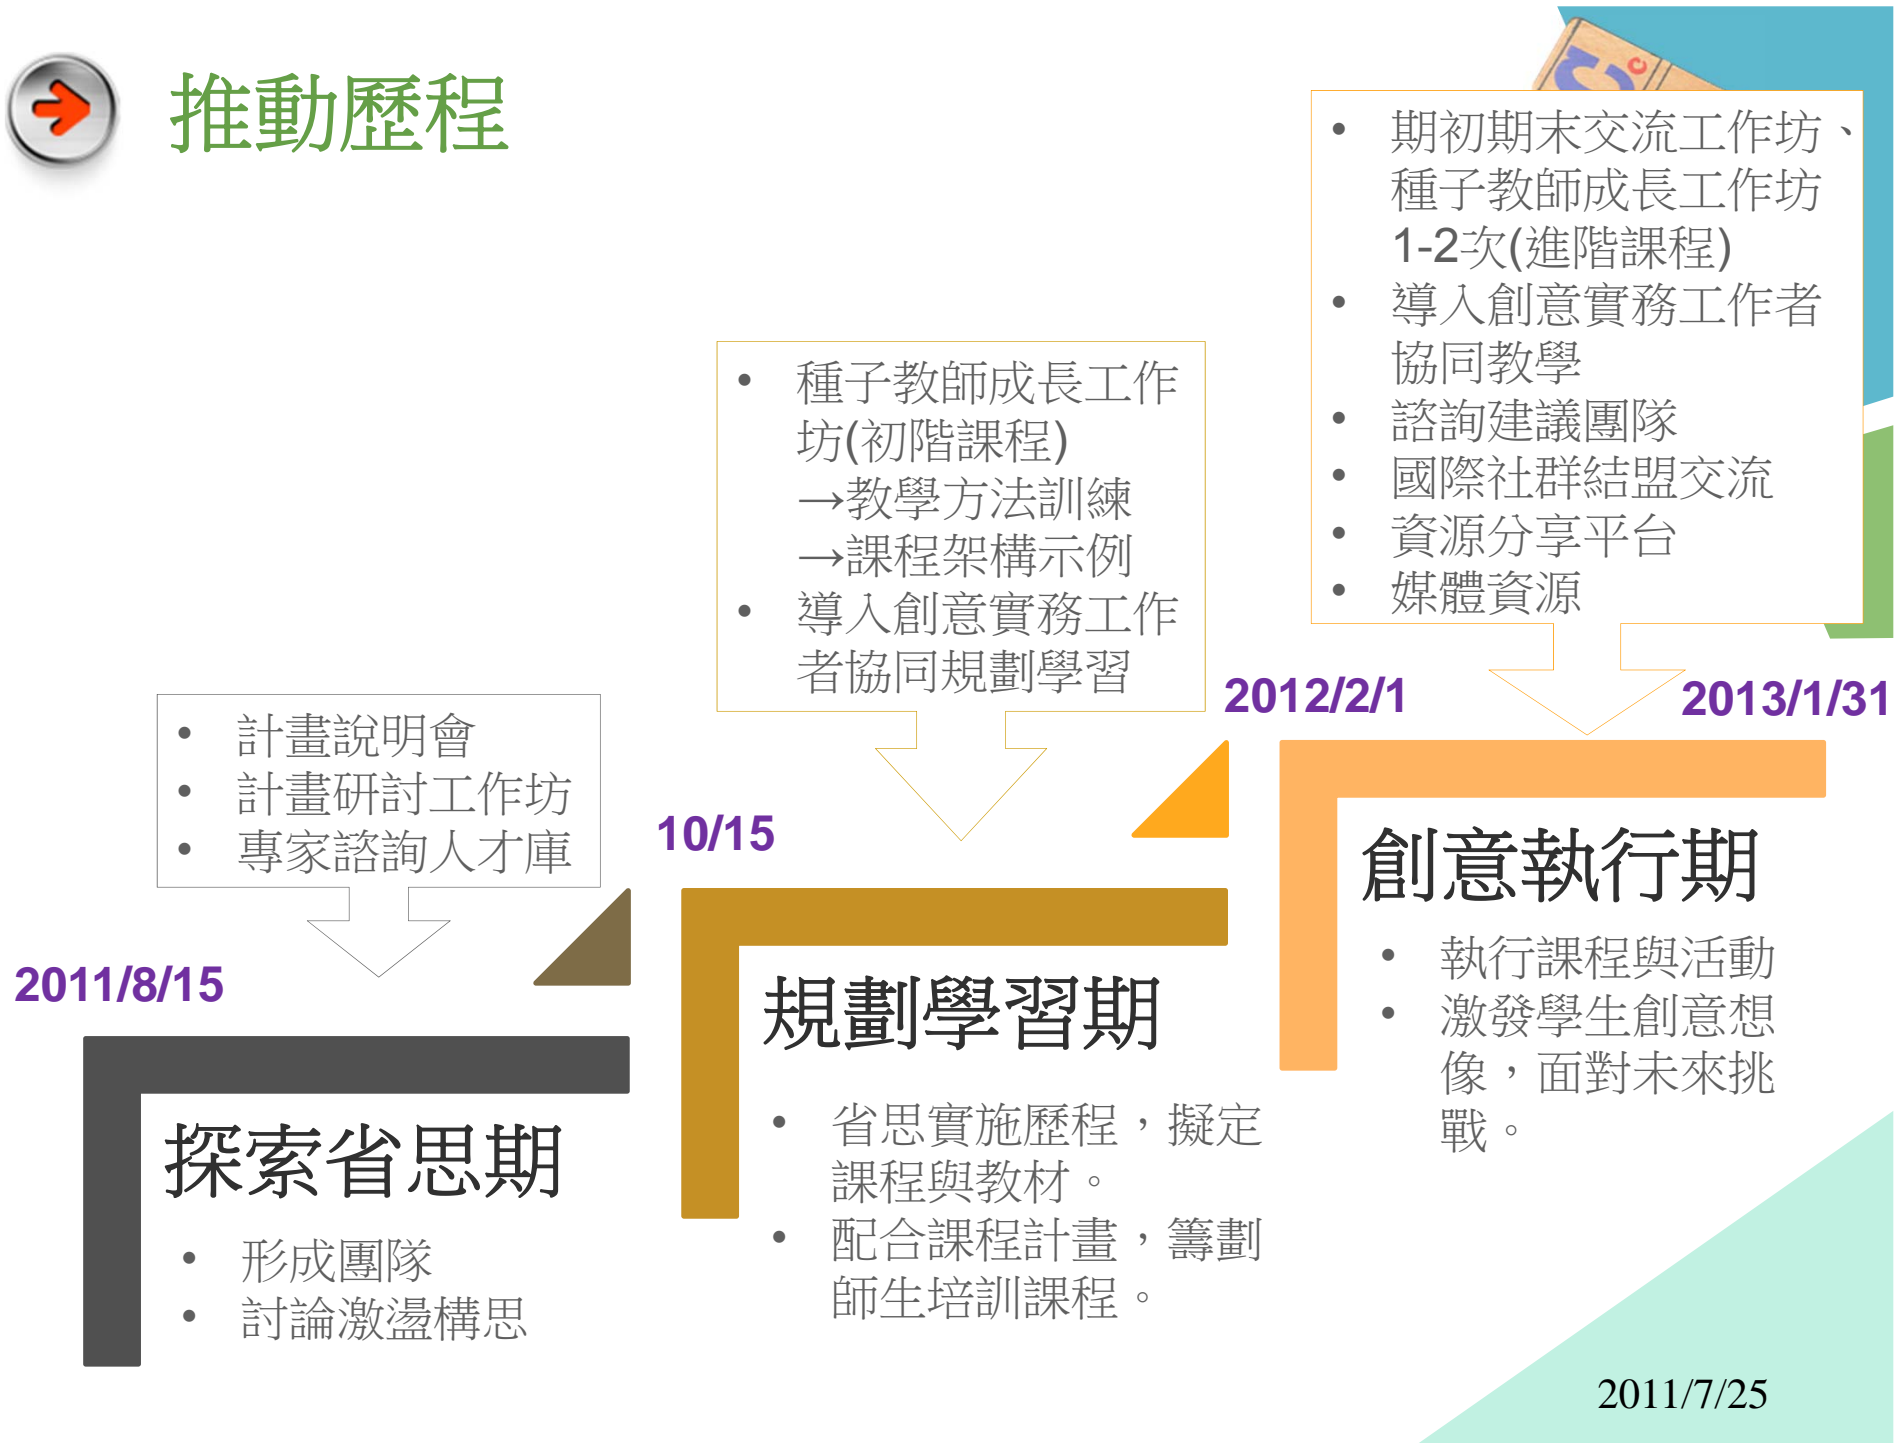 推動歷程
• 期初期末交流工作坊、
種子教師成長工作坊
1-2次(進階課程)
• 導入創意實務工作者
協同教學
• 諮詢建議團隊
• 國際社群結盟交流
• 資源分享平台
• 媒體資源
• 種子教師成長工作
坊(初階課程)
→教學方法訓練
→課程架構示例
• 導入創意實務工作
者協同規劃學習
• 計畫說明會
• 計畫研討工作坊
• 專家諮詢人才庫
2011/8/15
10/15
2012/2/1
2013/1/31
探索省思期
• 形成團隊
• 討論激盪構思
規劃學習期
• 省思實施歷程，擬定
課程與教材。
• 配合課程計畫，籌劃
師生培訓課程。
創意執行期
• 執行課程與活動
• 激發學生創意想
像，面對未來挑
戰。
2011/7/25